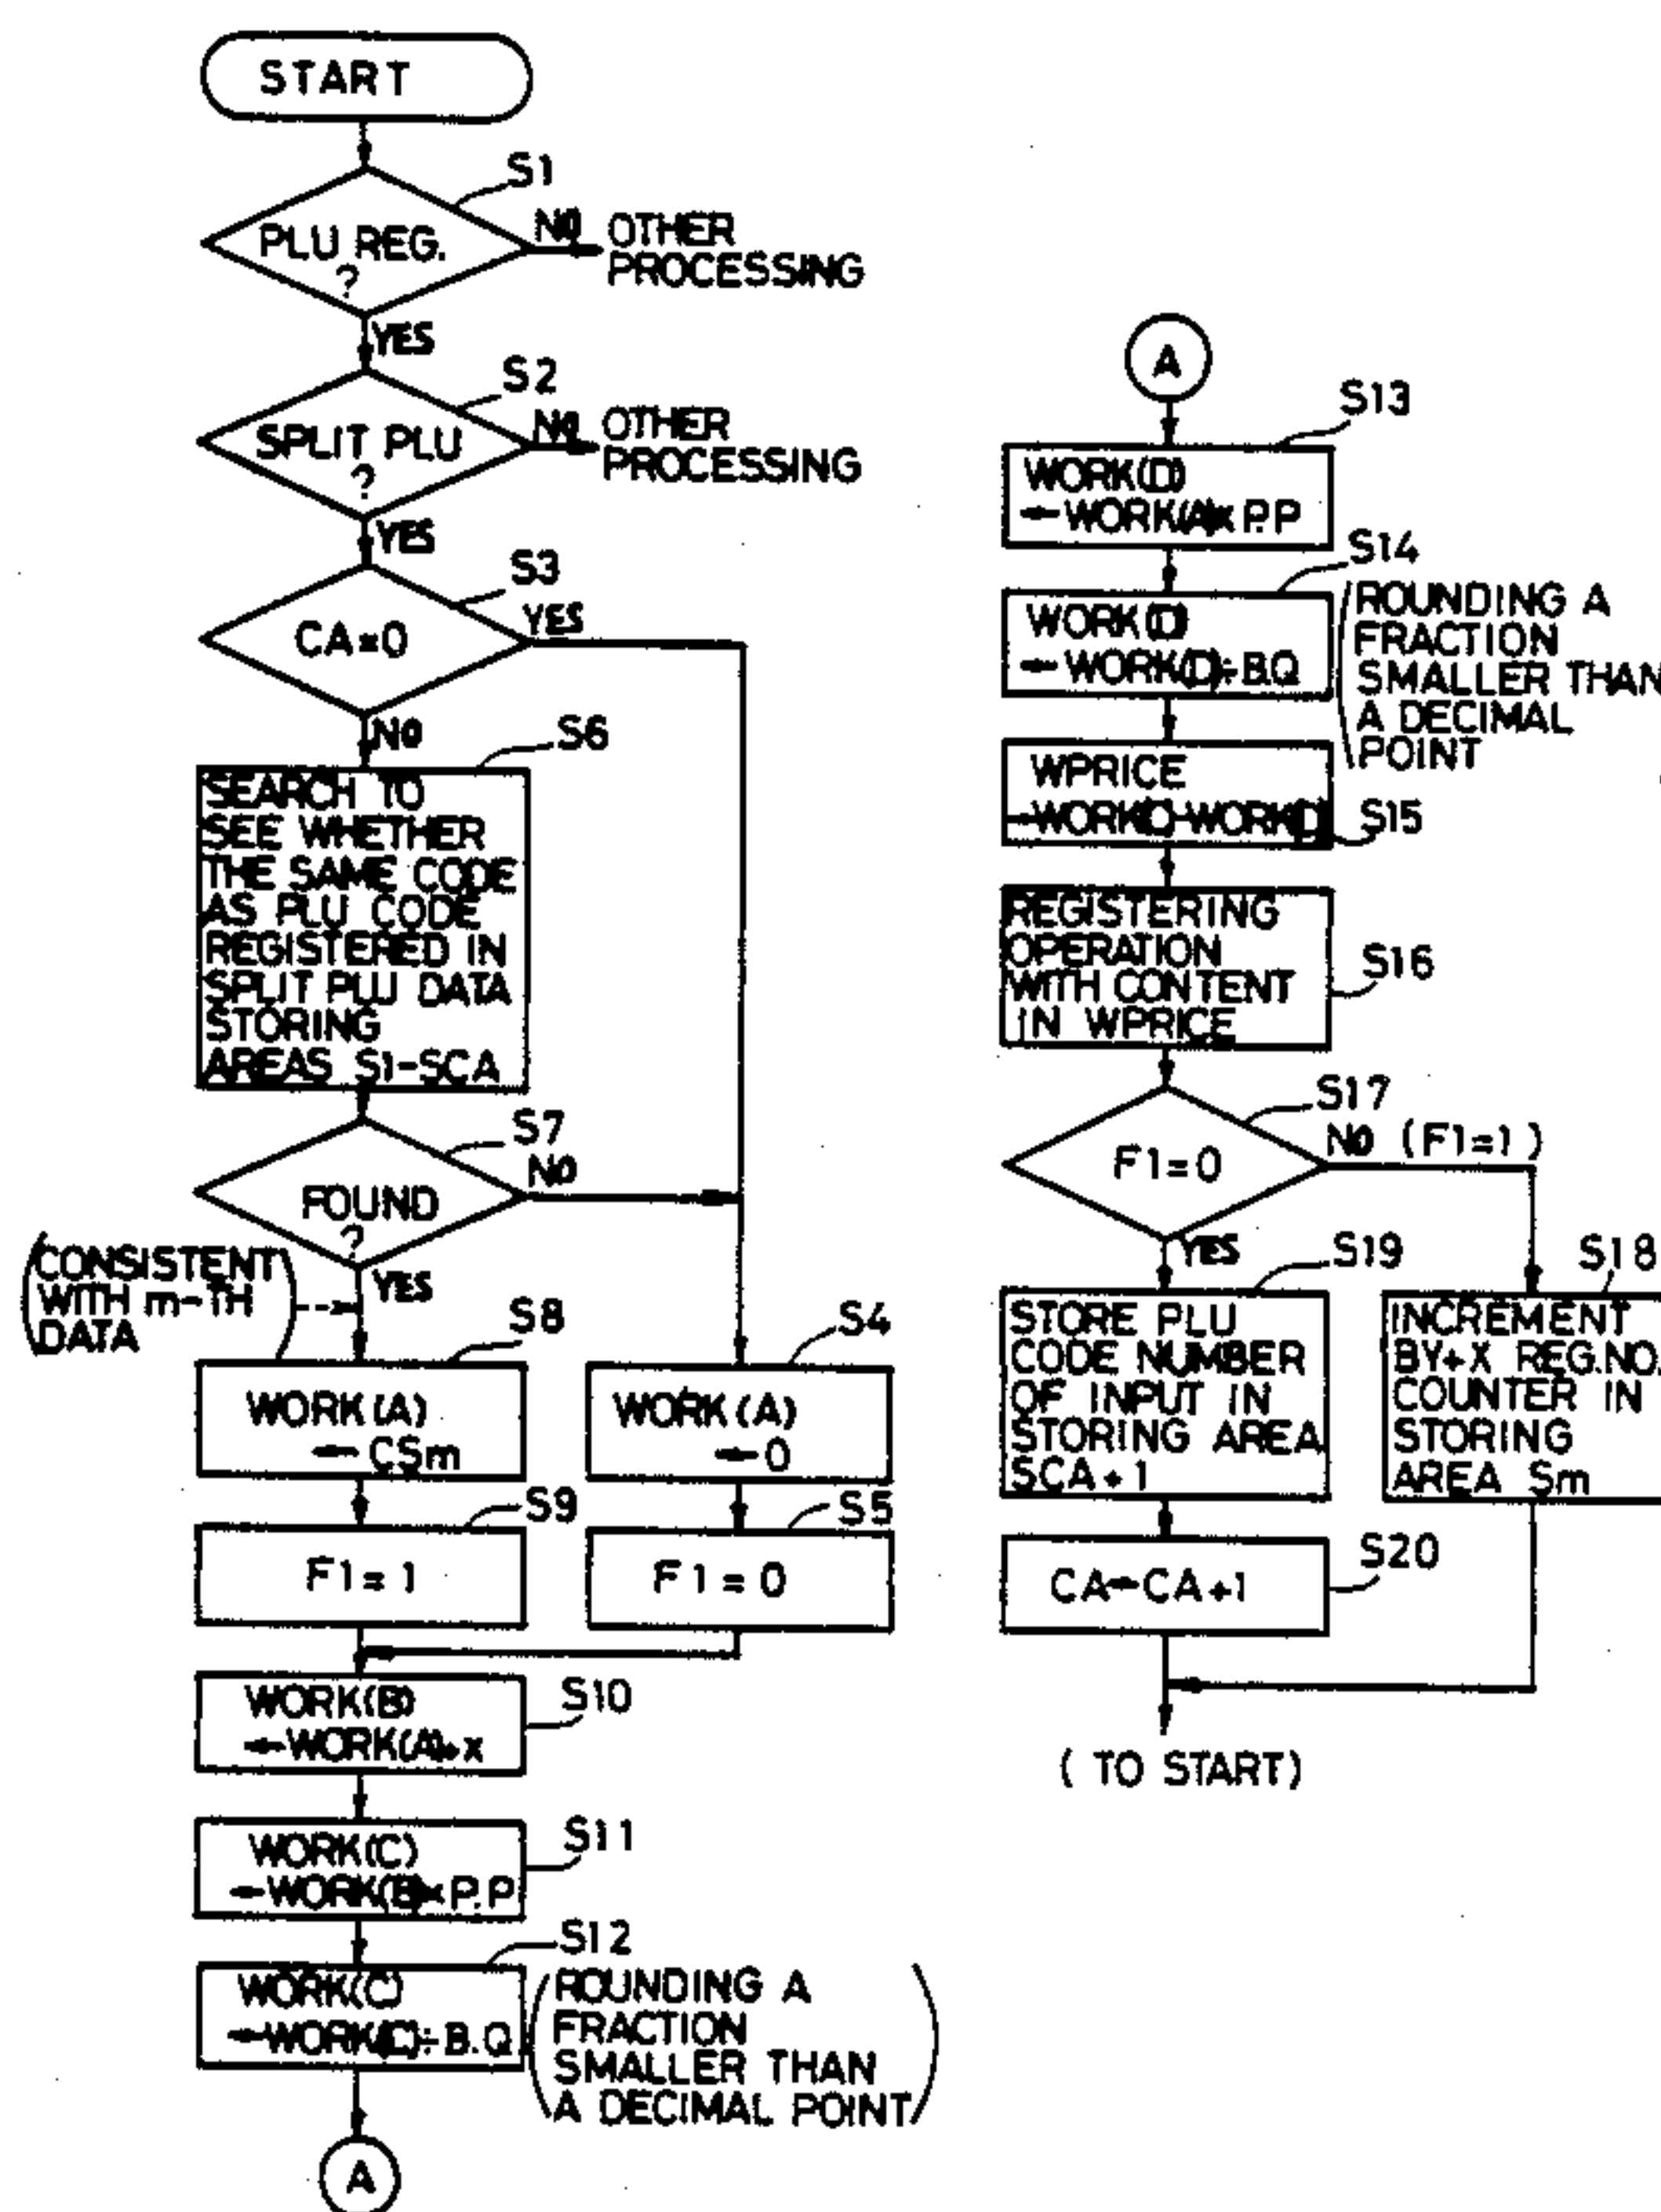 START
S1
PLU REG.
?
NO
OTHER
PROCESSING
YES
S2
SPLIT PLU
?
NO
OTHER
PROCESSING
YES
S3
CA=0
YES
NO
S6
SEARCH TO
SEE WHETHER
THE SAME CODE
AS PLU CODE
REGISTERED IN
SPLIT PLU DATA
STORING
AREAS S1-SCA
S7
FOUND
?
NO
YES
(CONSISTENT
WITH m-TH
DATA)
S8
WORK(A)
← CSm
S4
WORK(A)
← 0
S9
F1=1
S5
F1=0
S10
WORK(B)
←WORK(A)+x
S11
WORK(C)
←WORK(B)×P.P
S12
WORK(C)
←WORK(C)÷B.Q
(ROUNDING A
FRACTION
SMALLER THAN
A DECIMAL POINT)
A
A
S13
WORK(D)
←WORK(A)×P.P
S14
WORK(D)
←WORK(D)÷B.Q
(ROUNDING A
FRACTION
SMALLER THAN
A DECIMAL
POINT
S15
WPRICE
←WORK(C)-WORK(D)
S16
REGISTERING
OPERATION
WITH CONTENT
IN WPRICE
S17
F1=0
NO (F1=1)
YES
S19
STORE PLU
CODE NUMBER
OF INPUT IN
STORING AREA
SCA+1
S18
INCREMENT
BY+X REG.NO.
COUNTER IN
STORING
AREA Sm
S20
CA←CA+1
(TO START)